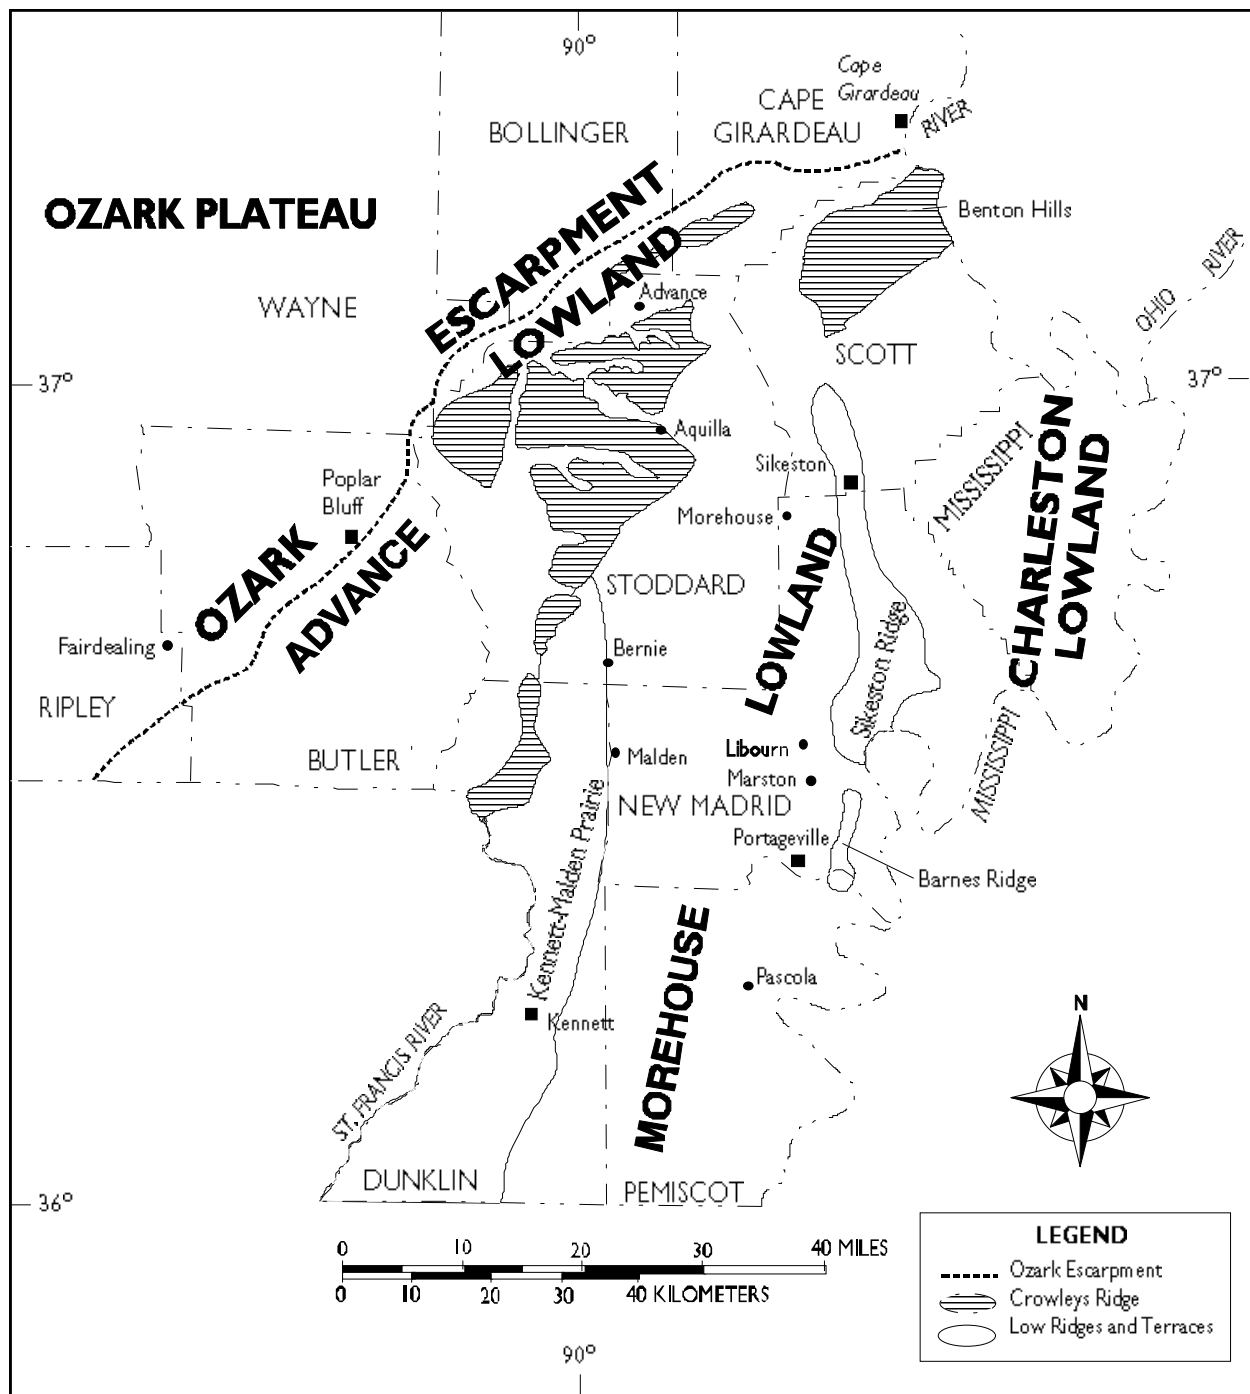 90°
Cape
Girardeau
CAPE
GIRARDEAU
RIVER
BOLLINGER
OZARK PLATEAU
ESCARPMENT
LOWLAND
Benton Hills
OHIO RIVER
WAYNE
Advance
SCOTT
37°
37°
Aquilla
Sikeston
MISSISSIPPI
CHARLESTON
LOWLAND
Poplar
Bluff
Morehouse
OZARK
ADVANCE
LOWLAND
STODDARD
Fairdealing
Bernie
Sikeston Ridge
RIPLEY
BUTLER
Malden
Libourn
Marston
MISSISSIPPI
NEW MADRID
Portageville
Barnes Ridge
Kennett-Malden Prairie
MOREHOUSE
Pascola
Kennett
ST. FRANCIS RIVER
N
DUNKLIN
PEMISCOT
36°
0 10 20 30 40 MILES
0 10 20 30 40 KILOMETERS
LEGEND
Ozark Escarpment
Crowleys Ridge
Low Ridges and Terraces
90°